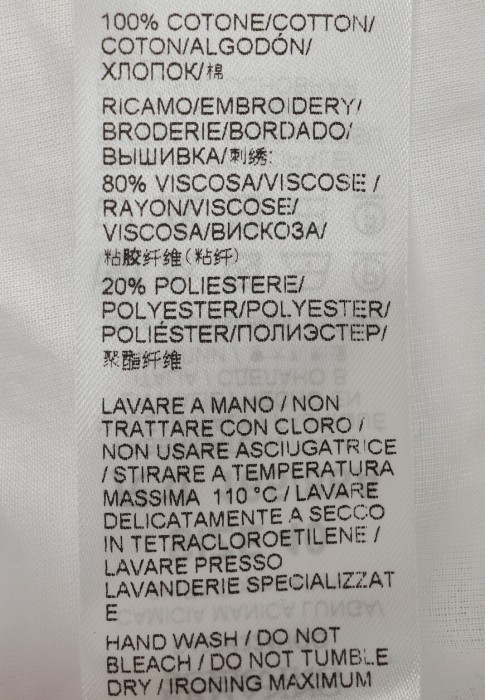 100% COTONE/COTTON/
COTON/ALGODÓN/
ХЛОПОК/棉
RICAMO/EMBROIDERY/
BRODERIE/BORDADO/
ВЫШИВКА/刺绣:
80% VISCOSA/VISCOSE /
RAYON/VISCOSE/
VISCOSA/ВИСКОЗА/
粘胶纤维(粘纤)
20% POLIESTERE/
POLYESTER/POLYESTER/
POLIÉSTER/ПОЛИЭСТЕР/
聚酯纤维
LAVARE A MANO / NON
TRATTARE CON CLORO /
NON USARE ASCIUGATRICE
/ STIRARE A TEMPERATURA
MASSIMA 110 °C / LAVARE
DELICATAMENTE A SECCO
IN TETRACLOROETILENE /
LAVARE PRESSO
LAVANDERIE SPECIALIZZAT
E
HAND WASH / DO NOT
BLEACH / DO NOT TUMBLE
DRY / IRONING MAXIMUM